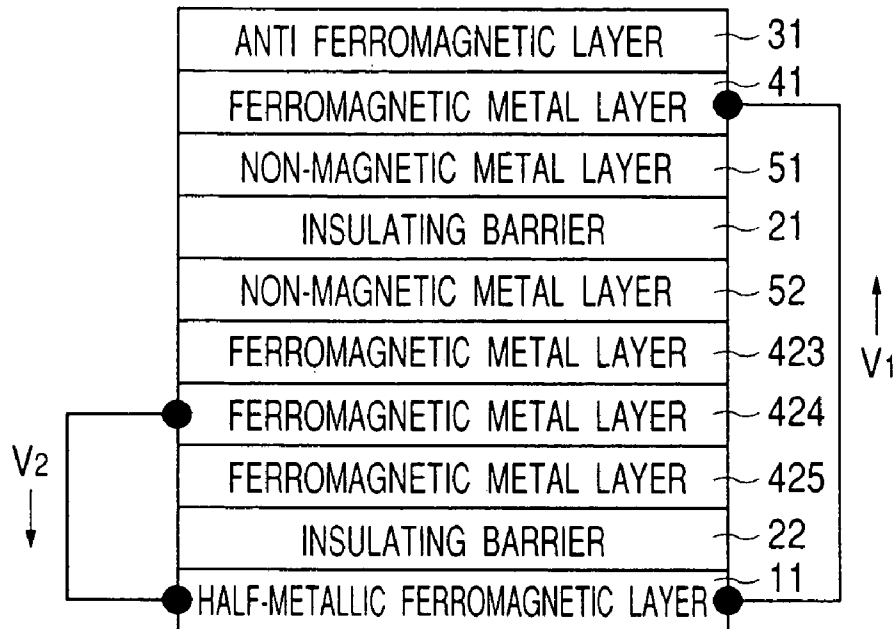 ANTI FERROMAGNETIC LAYER 31
FERROMAGNETIC METAL LAYER 41
NON-MAGNETIC METAL LAYER 51
INSULATING BARRIER 21
NON-MAGNETIC METAL LAYER 52
FERROMAGNETIC METAL LAYER 423
V1
FERROMAGNETIC METAL LAYER 424
V2
FERROMAGNETIC METAL LAYER 425
INSULATING BARRIER 22
HALF-METALLIC FERROMAGNETIC LAYER 11